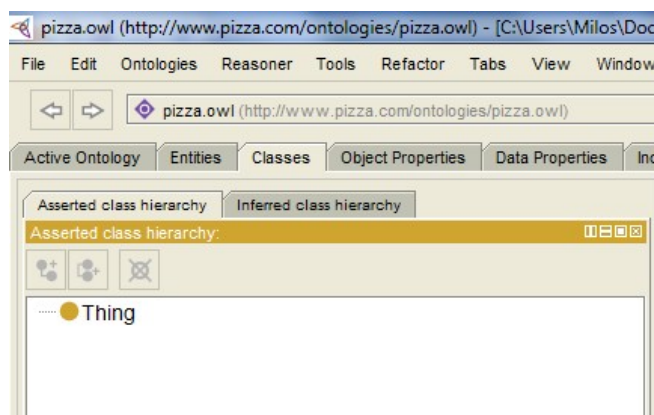 pizza.owl (http://www.pizza.com/ontologies/pizza.owl) - [C:\Users\Milos\Doc
File Edit Ontologies Reasoner Tools Refactor Tabs View Window
pizza.owl (http://www.pizza.com/ontologies/pizza.owl)
Active Ontology Entities Classes Object Properties Data Properties In
Asserted class hierarchy Inferred class hierarchy
Asserted class hierarchy:
Thing